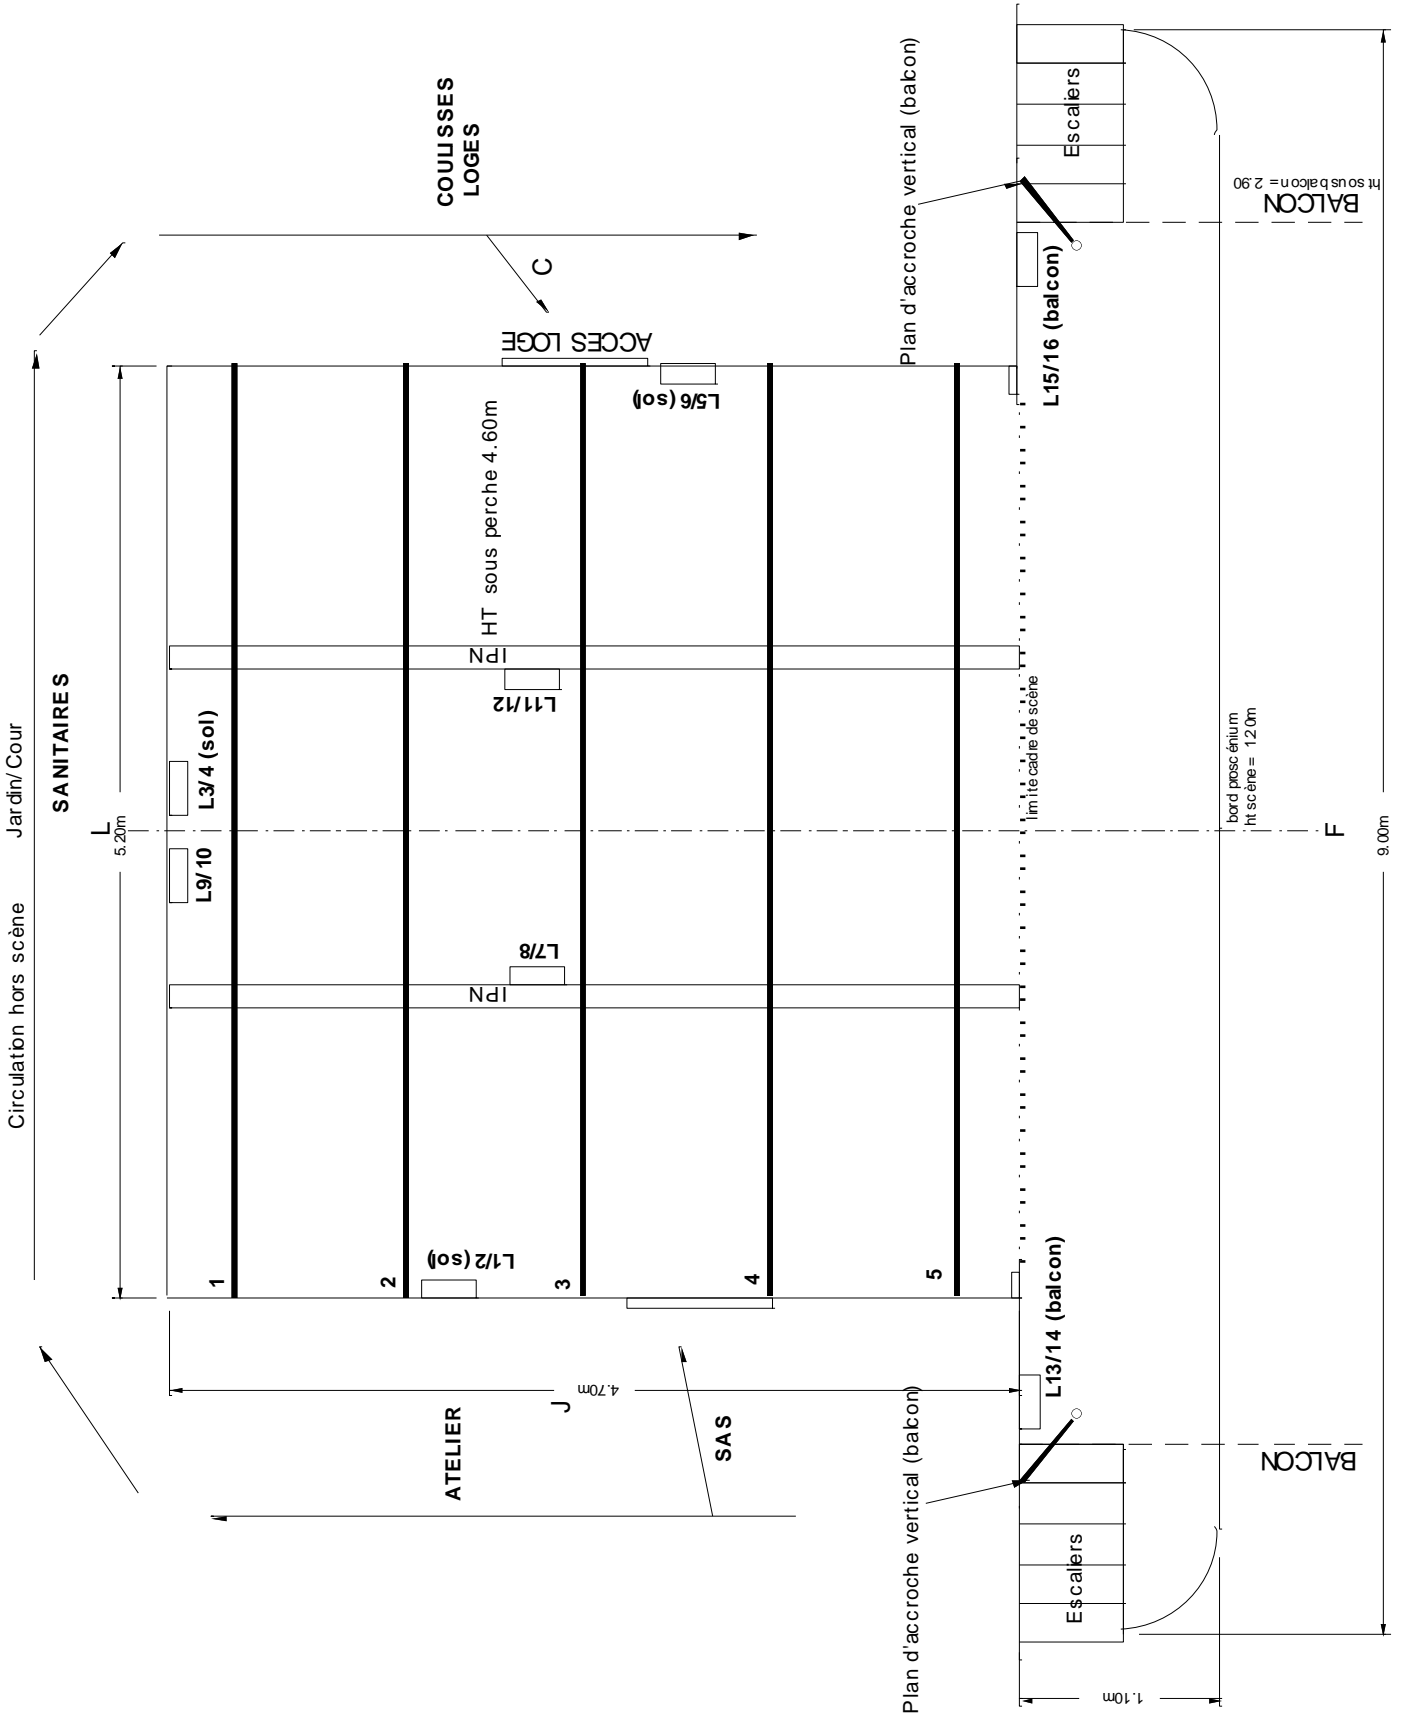 Circulation hors scène Jardin/Cour
SANITAIRES
COULISSES
LOGES
C
L
5.20m
L9/10
L3/4 (sol)
ACCES LOGE
L5/6 (sol)
HT sous perche 4.60m
IPN
L11/12
L7/8
IPN
L1/2 (sol)
1
2
3
4
5
J
4.70m
ATELIER
SAS
Plan d'accroche vertical (balcon)
Escaliers
L15/16 (balcon)
ht sous balcon = 2.90
BALCON
limite cadre de scène
bord proscénium
ht scène = 1.20m
F
9.00m
L13/14 (balcon)
Plan d'accroche vertical (balcon)
Escaliers
BALCON
1.10m